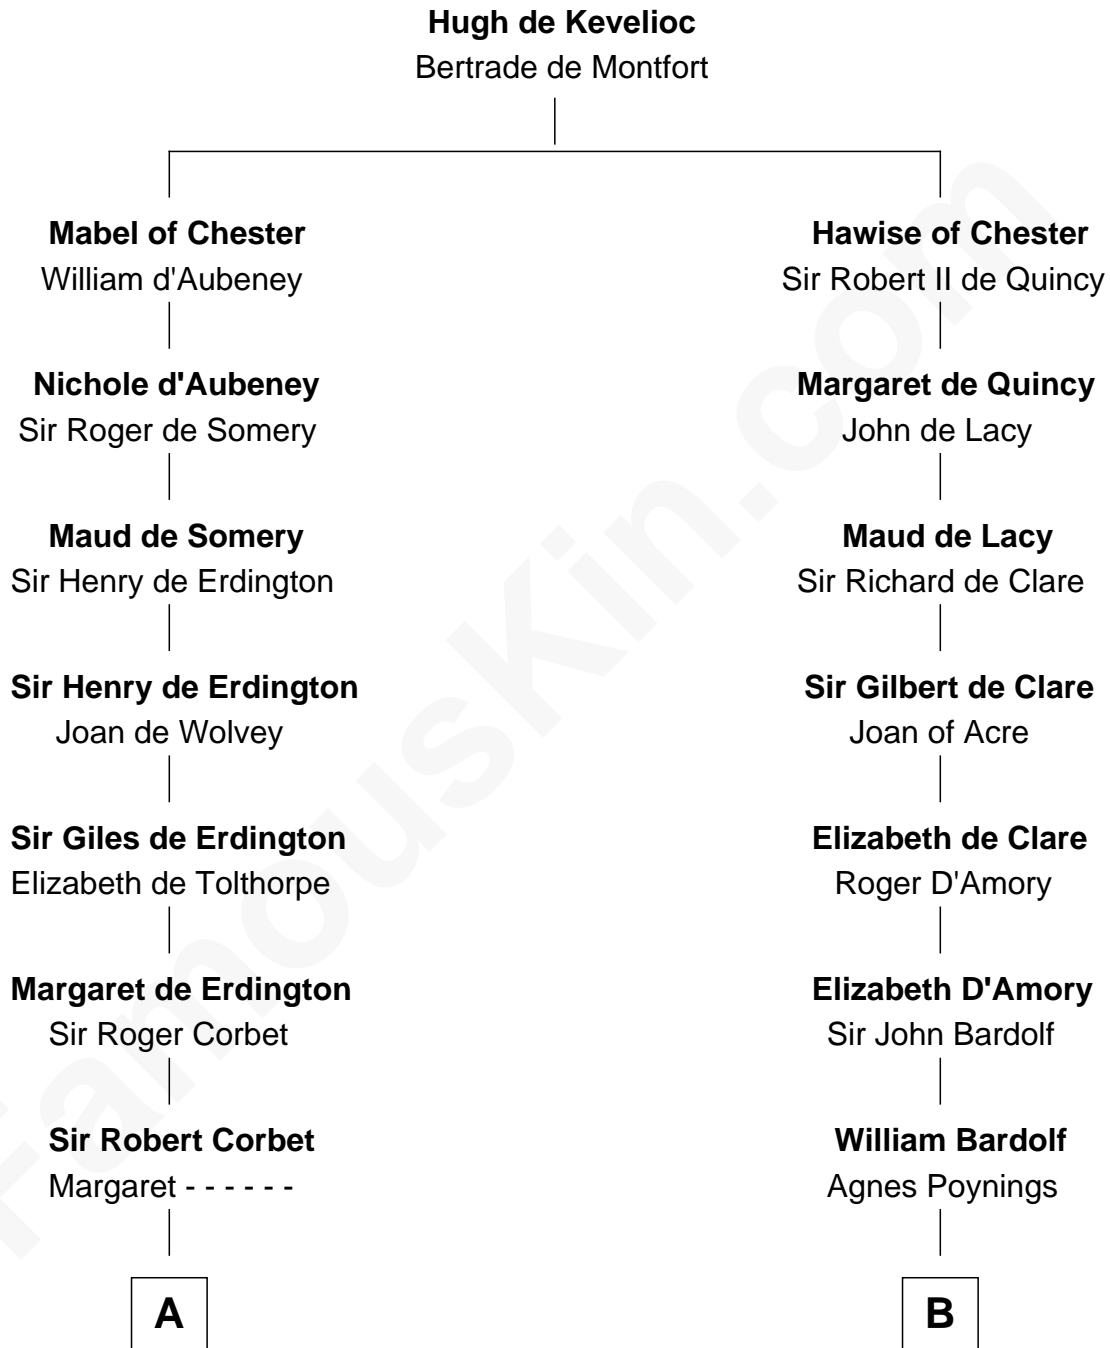 Hugh de Kevelioc
Bertrade de Montfort
Mabel of Chester
William d'Aubeney
Hawise of Chester
Sir Robert II de Quincy
Nichole d'Aubeney
Sir Roger de Somery
Margaret de Quincy
John de Lacy
Maud de Somery
Sir Henry de Erdington
Maud de Lacy
Sir Richard de Clare
Sir Henry de Erdington
Joan de Wolvey
Sir Gilbert de Clare
Joan of Acre
Sir Giles de Erdington
Elizabeth de Tolthorpe
Elizabeth de Clare
Roger D'Amory
Margaret de Erdington
Sir Roger Corbet
Elizabeth D'Amory
Sir John Bardolf
Sir Robert Corbet
Margaret - - - - - -
William Bardolf
Agnes Poynings
A
B
FamousKin.com